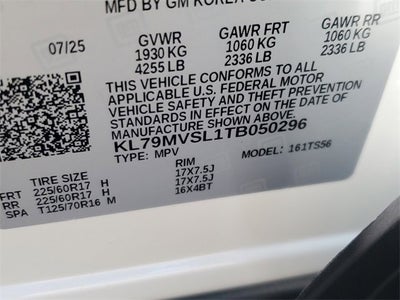 MFD BY GM KOREA CO
07/25 GVWR GAWR FRT GAWR RR
1930 KG 1060 KG 1060 KG
4255 LB 2336 LB 2336 LB
THIS VEHICLE CONFORMS TO ALL
APPLICABLE U.S. FEDERAL MOTOR
VEHICLE SAFETY STANDARDS
IN EFFECT ON THE DATE OF
MANUFACTURE SHOWN ABOVE.
KL79MVSL1TB050296
TYPE: MPV MODEL: 161TS56
TIRE SIZE RIM
FRT 225/60R17 H 17X7.5J
RR 225/60R17 H 17X7.5J
SPA T125/70R16 M 16X4BT